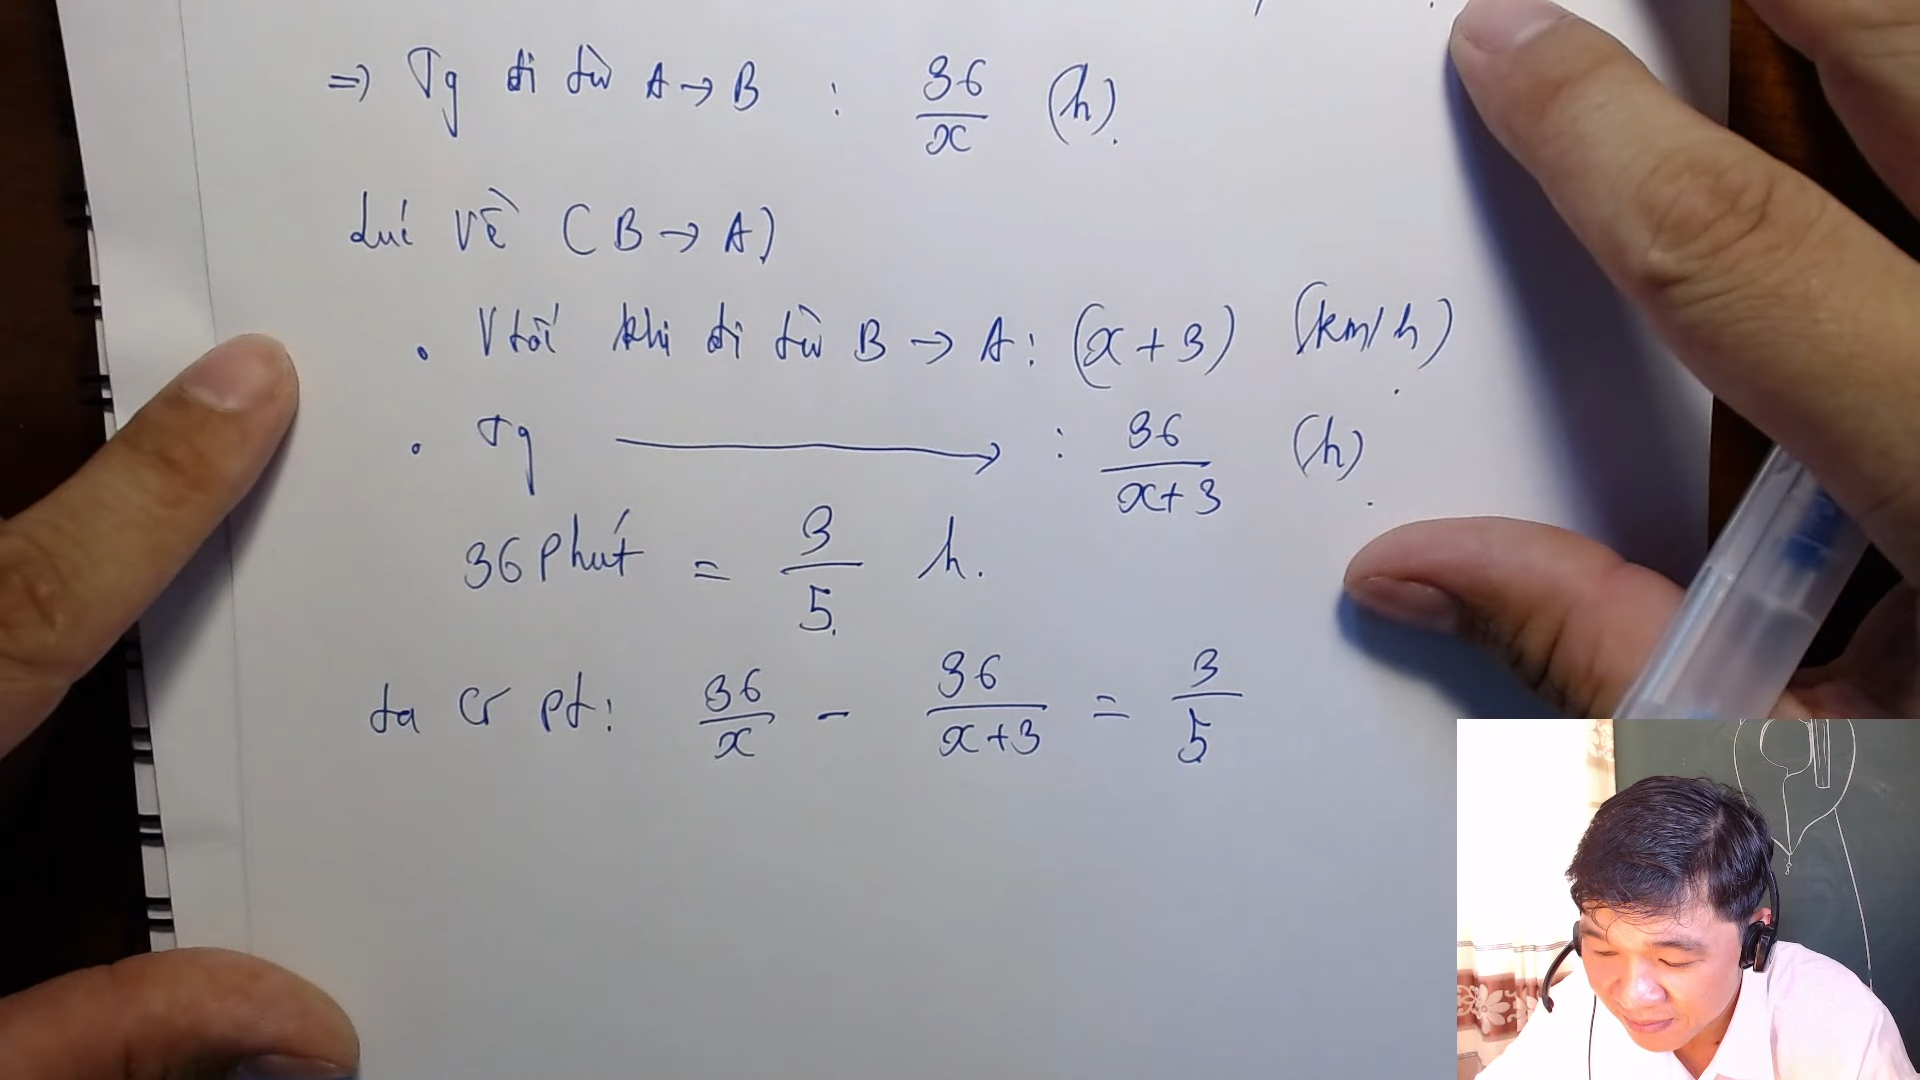 => Tg đi từ A → B : 36/x (h).
Lúc về (B → A)
. Vtốc khi đi từ B → A : (x+3) (km/h).
. Tg ⟶ : 36/(x+3) (h).
36 phút = 3/5 h.
ta có pt: 36/x - 36/(x+3) = 3/5